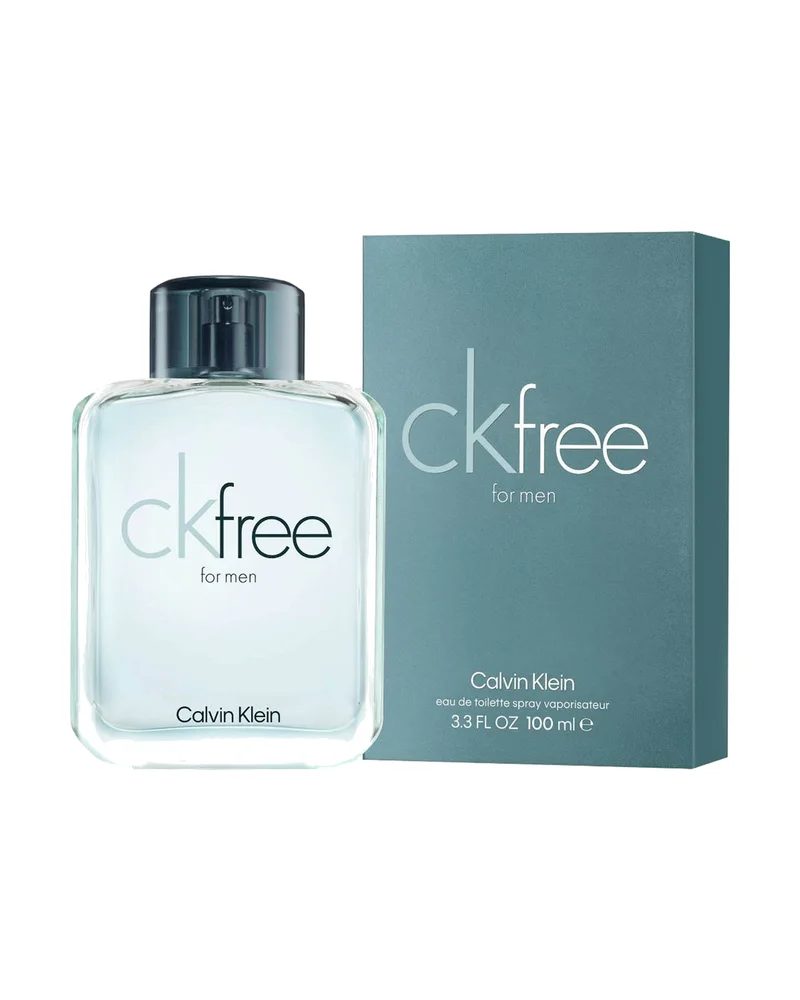 ckfree
for men
Calvin Klein
ckfree
for men
Calvin Klein
eau de toilette spray vaporisateur
3.3 FL OZ 100 ml ℮